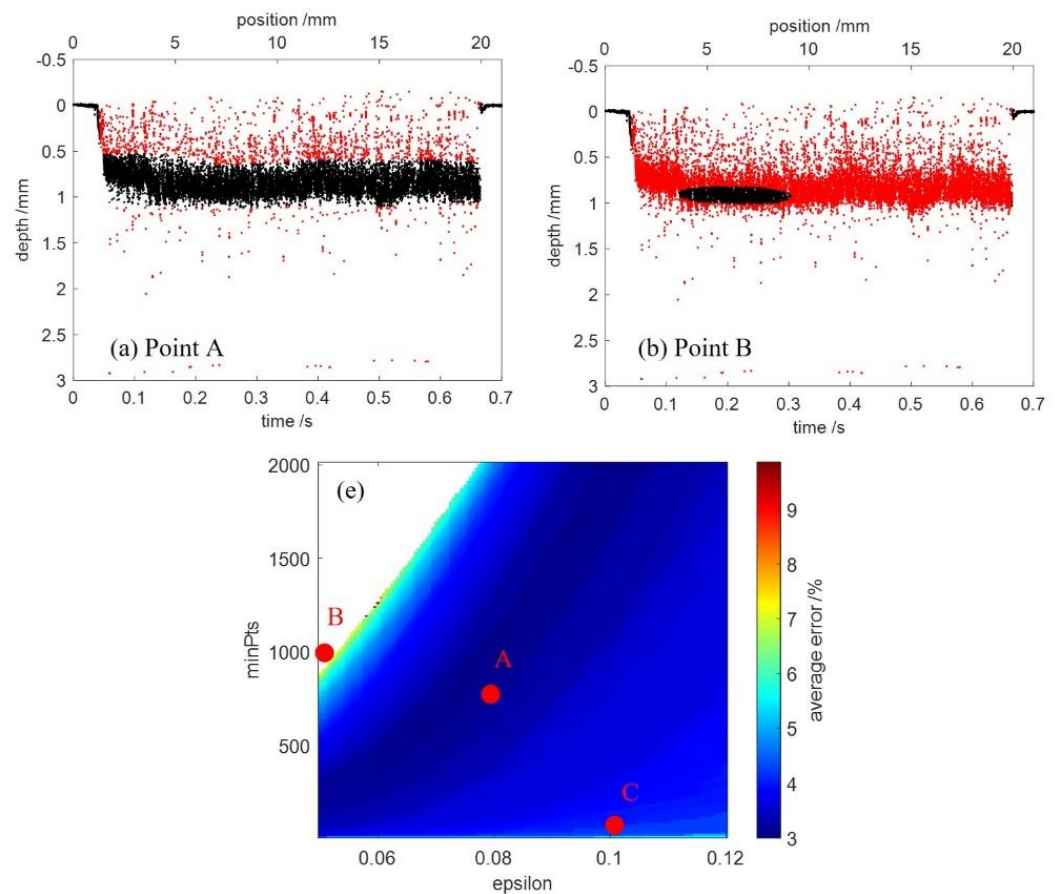 position /mm
0 5 10 15 20
-0.5
0
0.5
1
1.5
2
2.5
3
depth /mm
(a) Point A
0 0.1 0.2 0.3 0.4 0.5 0.6 0.7
time /s
position /mm
0 5 10 15 20
-0.5
0
0.5
1
1.5
2
2.5
3
depth /mm
(b) Point B
0 0.1 0.2 0.3 0.4 0.5 0.6 0.7
time /s
(e)
2000
1500
1000
500
minPts
B
A
C
0.06 0.08 0.1 0.12
epsilon
9
8
7
6
5
4
3
average error /%